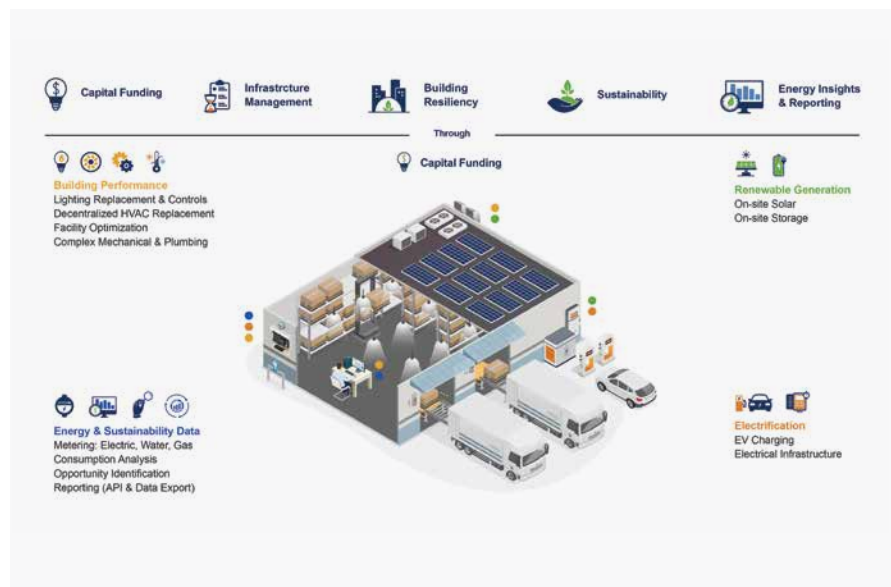 Capital Funding
Infrastrcture
Management
Building
Resiliency
Sustainability
Energy Insights
& Reporting
Through
Capital Funding
Building Performance
Lighting Replacement & Controls
Decentralized HVAC Replacement
Facility Optimization
Complex Mechanical & Plumbing
Renewable Generation
On-site Solar
On-site Storage
Energy & Sustainability Data
Metering: Electric, Water, Gas
Consumption Analysis
Opportunity Identification
Reporting (API & Data Export)
Electrification
EV Charging
Electrical Infrastructure